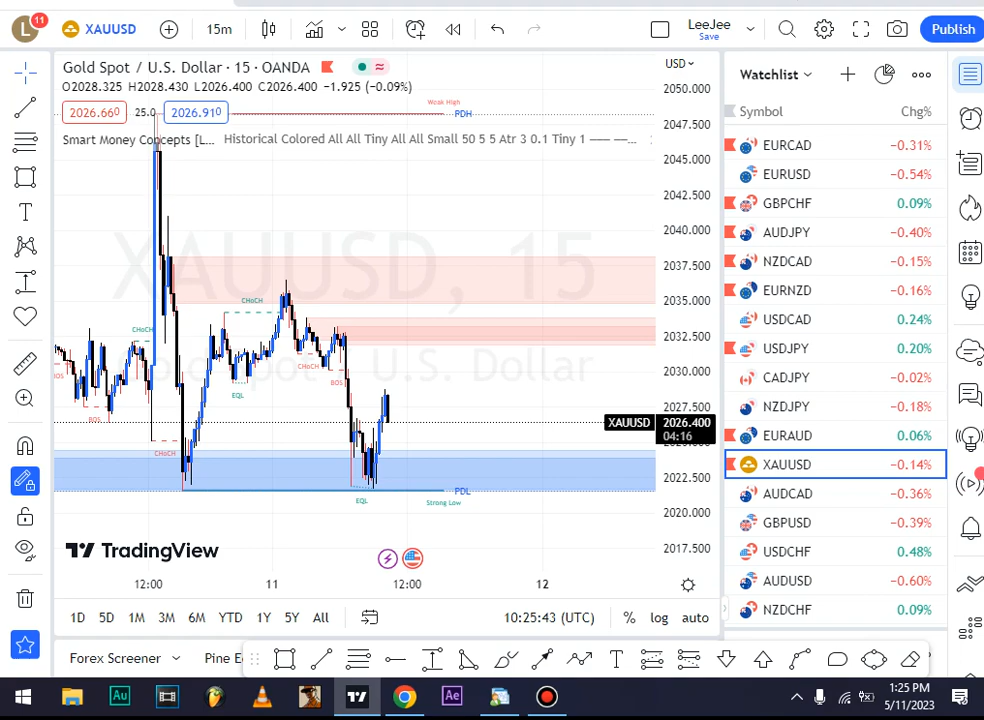 L
11
XAUUSD
15m
LeeJee
Save
Publish
Gold Spot / U.S. Dollar · 15 · OANDA
O2028.325 H2028.430 L2026.400 C2026.400 −1.925 (−0.09%)
2026.660
25.0
2026.910
Smart Money Concepts [L... Historical Colored All All Tiny All All Small 50 5 5 Atr 3 0.1 Tiny 1
Weak High
PDH
XAUUSD, 15
Gold Spot / U.S. Dollar
CHoCH
BOS
BOS
CHoCH
CHoCH
EQL
CHoCH
BOS
EQL
PDL
Strong Low
USD
2050.000
2047.500
2045.000
2042.500
2040.000
2037.500
2035.000
2032.500
2030.000
2027.500
XAUUSD 2026.400
04:16
2022.500
2020.000
2017.500
TradingView
12:00
11
12:00
12
1D 5D 1M 3M 6M YTD 1Y 5Y All
10:25:43 (UTC)
% log auto
Watchlist
Symbol Chg%
EURCAD −0.31%
EURUSD −0.54%
GBPCHF 0.09%
AUDJPY −0.40%
NZDCAD −0.15%
EURNZD −0.16%
USDCAD 0.24%
USDJPY 0.20%
CADJPY −0.02%
NZDJPY −0.18%
EURAUD 0.06%
XAUUSD −0.14%
AUDCAD −0.36%
GBPUSD −0.39%
USDCHF 0.48%
AUDUSD −0.60%
NZDCHF 0.09%
Forex Screener
Pine E
Au
Ae
1:25 PM
5/11/2023